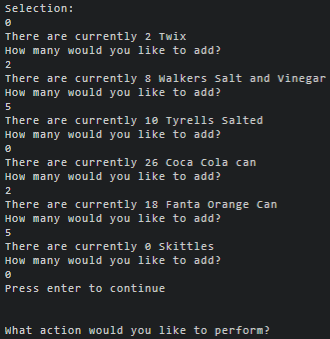 Selection:
0
There are currently 2 Twix
How many would you like to add?
2
There are currently 8 Walkers Salt and Vinegar
How many would you like to add?
5
There are currently 10 Tyrells Salted
How many would you like to add?
0
There are currently 26 Coca Cola can
How many would you like to add?
2
There are currently 18 Fanta Orange Can
How many would you like to add?
5
There are currently 0 Skittles
How many would you like to add?
0
Press enter to continue
What action would you like to perform?